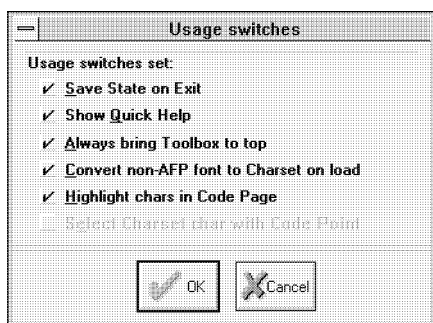 Usage switches
Usage switches set:
Save State on Exit
Show Quick Help
Always bring Toolbox to top
Convert non-AFP font to Charset on load
Highlight chars in Code Page
Select Charset char with Code Point
OK
Cancel